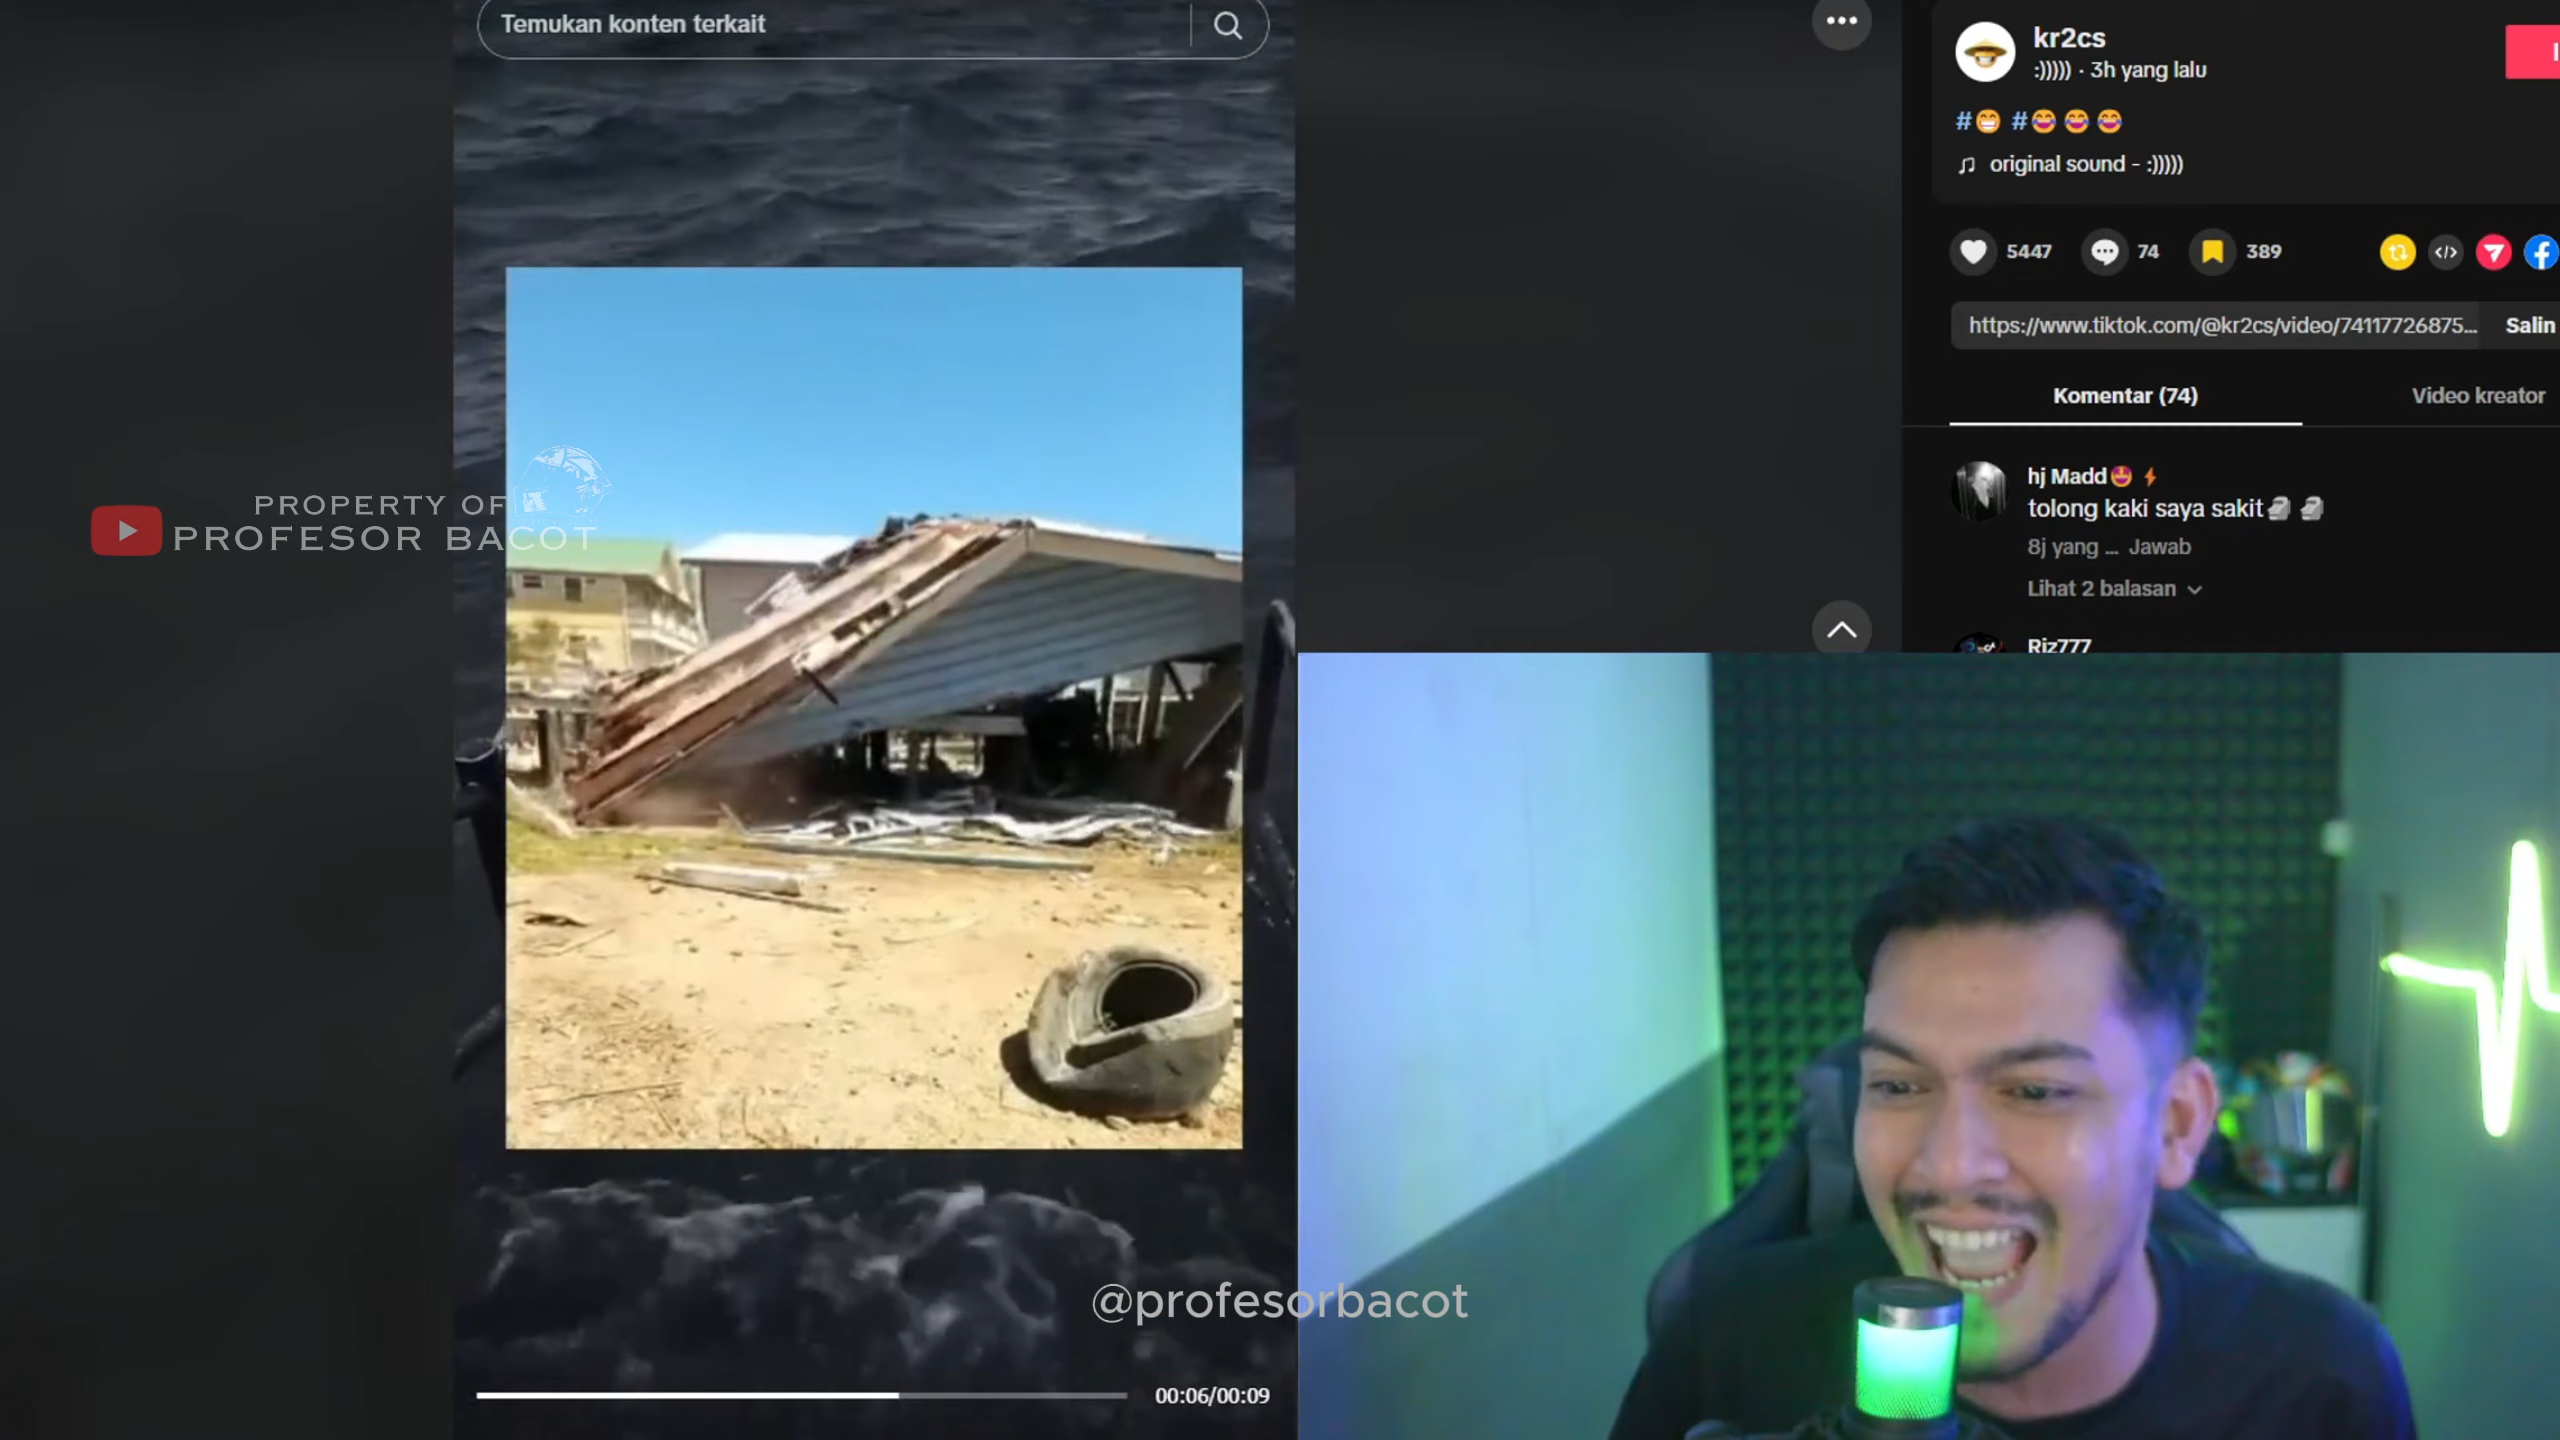 Temukan konten terkait
PROPERTY OF
PROFESOR BACOT
@profesorbacot
00:06/00:09
kr2cs
:))))) · 3h yang lalu
#😁 #😂 😂 😂
original sound - :)))))
5447
74
389
https://www.tiktok.com/@kr2cs/video/74117726875...
Salin
Komentar (74)
Video kreator
hj Madd🤩⚡
tolong kaki saya sakit🗿🗿
8j yang ... Jawab
Lihat 2 balasan
Riz777